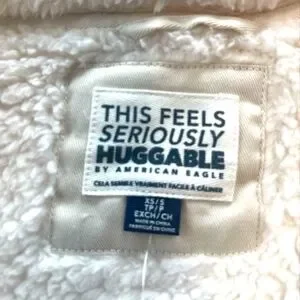 THIS FEELS
SERIOUSLY
HUGGABLE
BY AMERICAN EAGLE
CELA SEMBLE VRAIMENT FACILE À CÂLINER
XS/S
TP/P
EXCH/CH
MADE IN CHINA
FABRIQUÉ EN CHINE